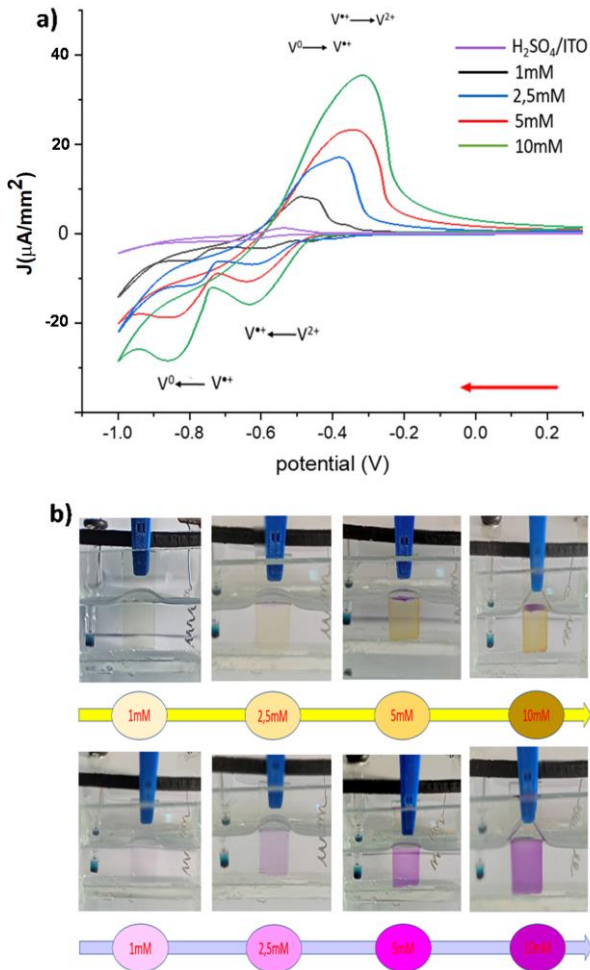 a)
V•+ → V2+
V0 → V•+
H2SO4/ITO
1mM
2,5mM
5mM
10mM
40
20
0
-20
J(μA/mm2)
V•+ ← V2+
V0 ← V•+
-1.0 -0.8 -0.6 -0.4 -0.2 0.0 0.2
potential (V)
b)
1mM 2,5mM 5mM 10mM
1mM 2,5mM 5mM 10mM